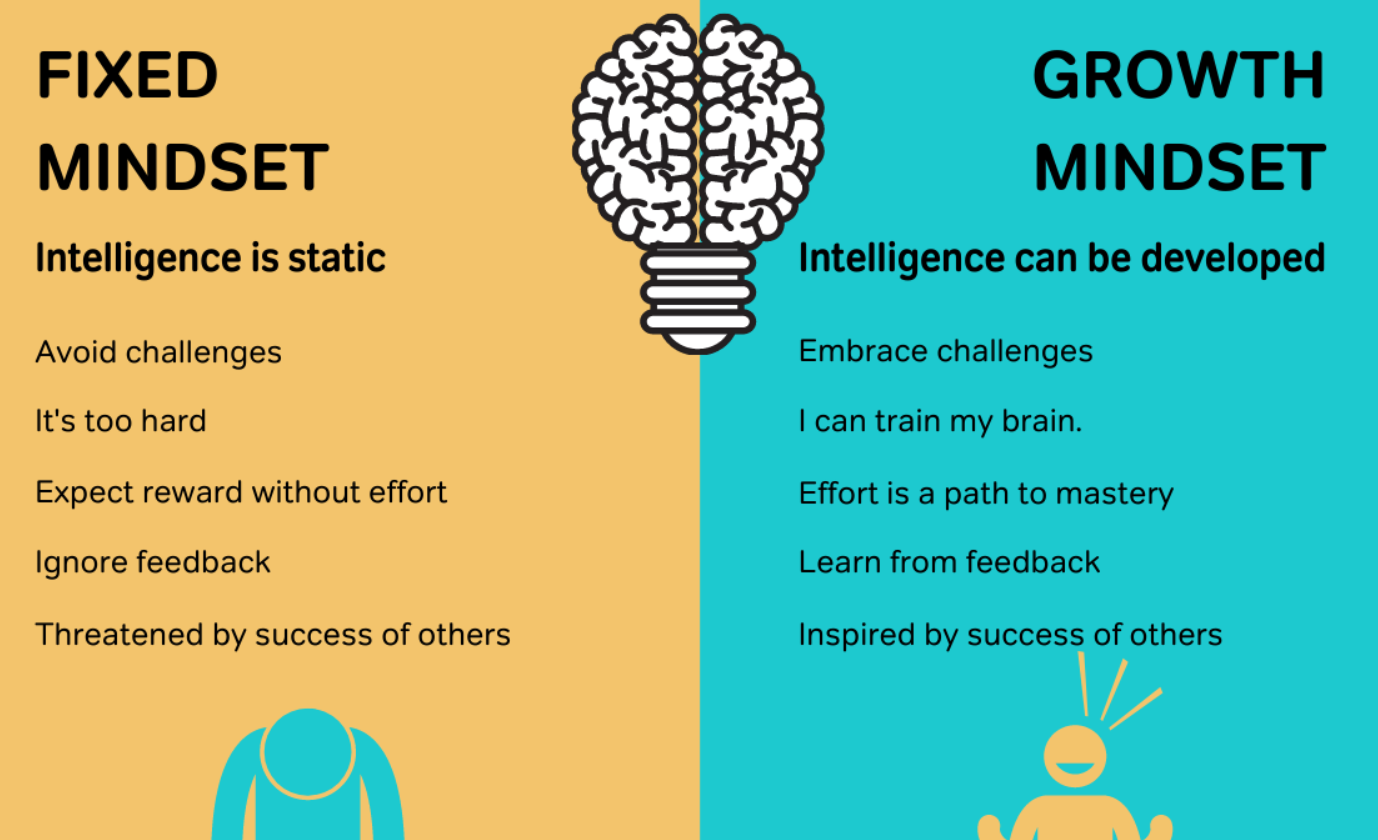 FIXED
MINDSET
Intelligence is static
Avoid challenges
It's too hard
Expect reward without effort
Ignore feedback
Threatened by success of others
GROWTH
MINDSET
Intelligence can be developed
Embrace challenges
I can train my brain.
Effort is a path to mastery
Learn from feedback
Inspired by success of others